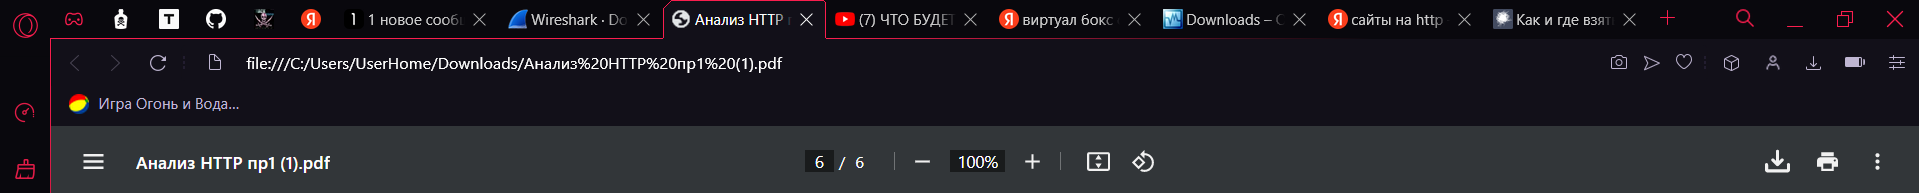 1 новое сообщ
Wireshark · Do
Анализ HTTP
(7) ЧТО БУДЕТ
виртуал бокс
Downloads – C
сайты на http
Как и где взять
file:///C:/Users/UserHome/Downloads/Анализ%20HTTP%20пр1%20(1).pdf
Игра Огонь и Вода...
Анализ HTTP пр1 (1).pdf
6 / 6
100%